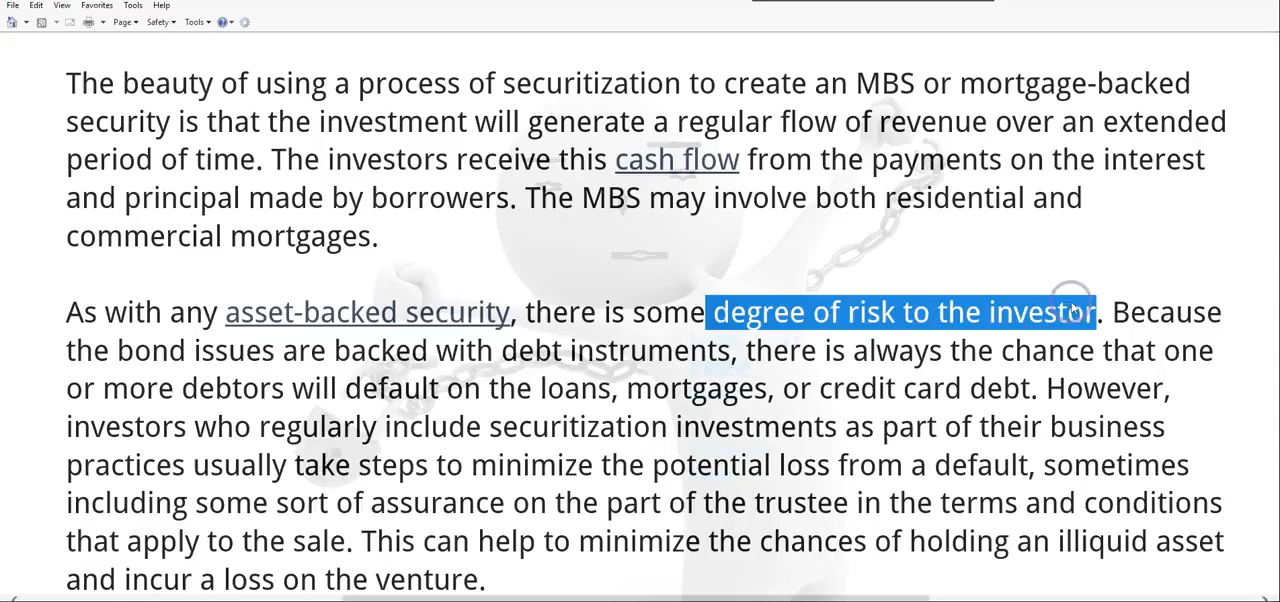 File Edit View Favorites Tools Help
Page Safety Tools
The beauty of using a process of securitization to create an MBS or mortgage-backed
security is that the investment will generate a regular flow of revenue over an extended
period of time. The investors receive this cash flow from the payments on the interest
and principal made by borrowers. The MBS may involve both residential and
commercial mortgages.
As with any asset-backed security, there is some degree of risk to the investor. Because
the bond issues are backed with debt instruments, there is always the chance that one
or more debtors will default on the loans, mortgages, or credit card debt. However,
investors who regularly include securitization investments as part of their business
practices usually take steps to minimize the potential loss from a default, sometimes
including some sort of assurance on the part of the trustee in the terms and conditions
that apply to the sale. This can help to minimize the chances of holding an illiquid asset
and incur a loss on the venture.